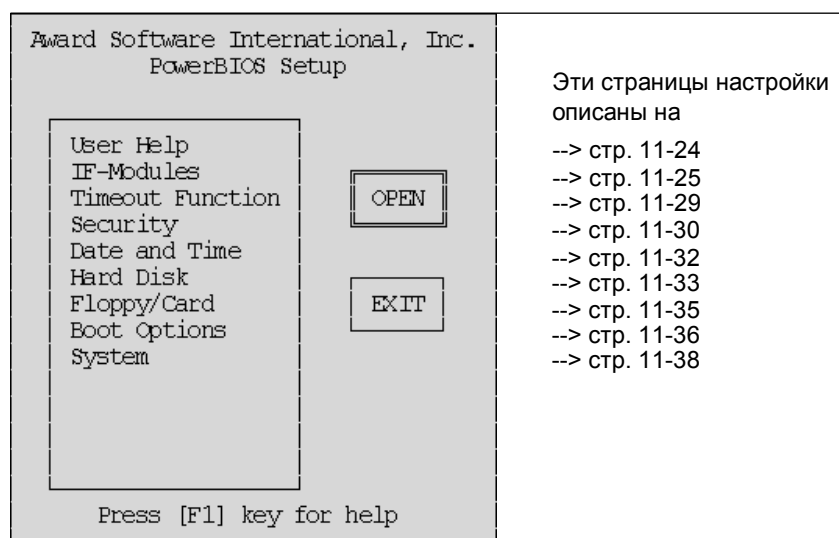 Award Software International, Inc.
PowerBIOS Setup
User Help
IF-Modules
Timeout Function
Security
Date and Time
Hard Disk
Floppy/Card
Boot Options
System
OPEN
EXIT
Press [F1] key for help
Эти страницы настройки
описаны на
--> стр. 11-24
--> стр. 11-25
--> стр. 11-29
--> стр. 11-30
--> стр. 11-32
--> стр. 11-33
--> стр. 11-35
--> стр. 11-36
--> стр. 11-38